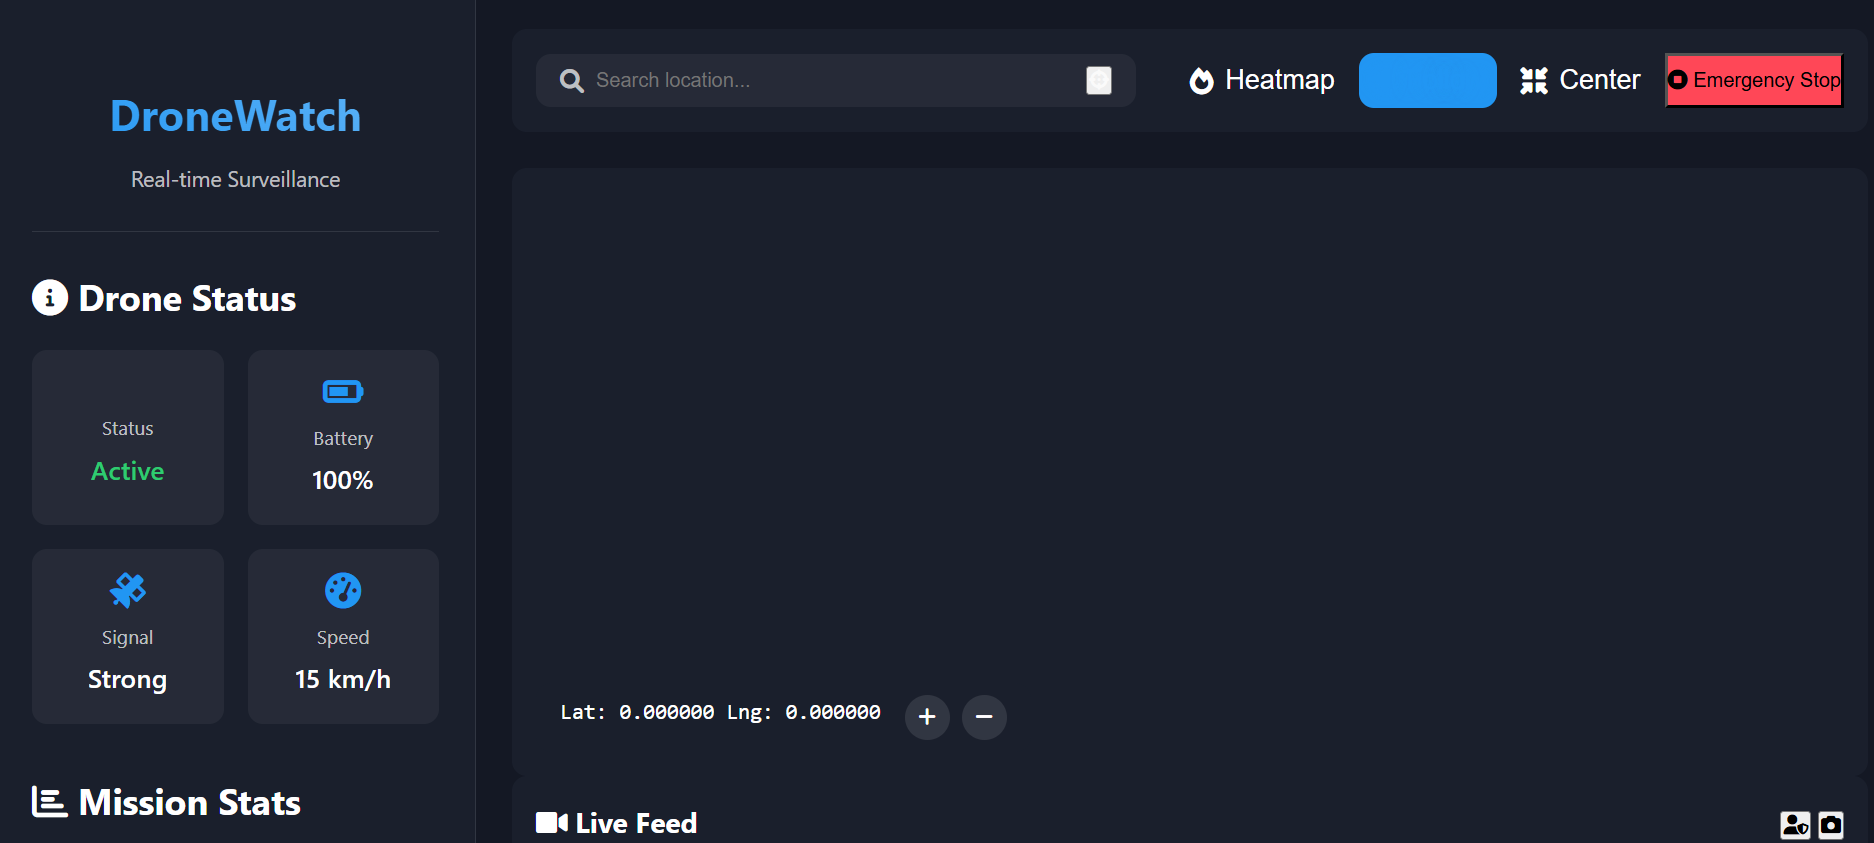 DroneWatch
Real-time Surveillance
Drone Status
Status
Active
Battery
100%
Signal
Strong
Speed
15 km/h
Mission Stats
Search location...
Heatmap
Center
Emergency Stop
Lat: 0.000000 Lng: 0.000000
Live Feed